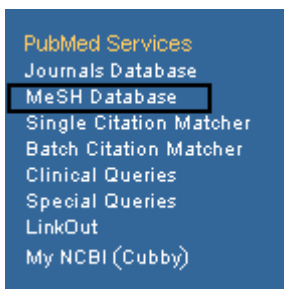 PubMed Services
Journals Database
MeSH Database
Single Citation Matcher
Batch Citation Matcher
Clinical Queries
Special Queries
LinkOut
My NCBI (Cubby)